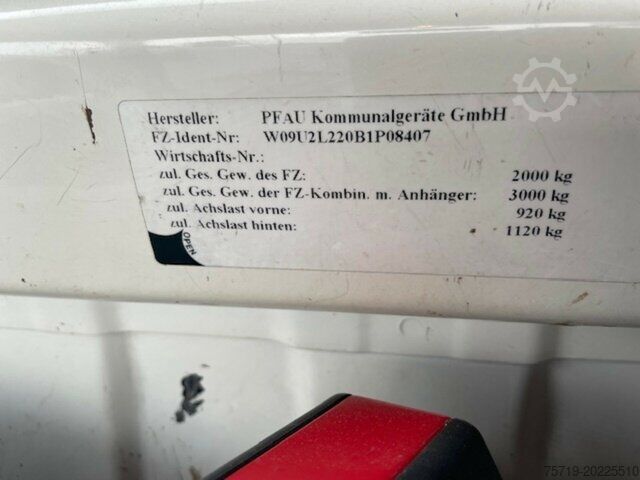 Hersteller: PFAU Kommunalgeräte GmbH
FZ-Ident-Nr: W09U2L220B1P08407
Wirtschafts-Nr.:
zul. Ges. Gew. des FZ: 2000 kg
zul. Ges. Gew. der FZ-Kombin. m. Anhänger: 3000 kg
zul. Achslast vorne: 920 kg
zul. Achslast hinten: 1120 kg
OPEN
75719-20225510